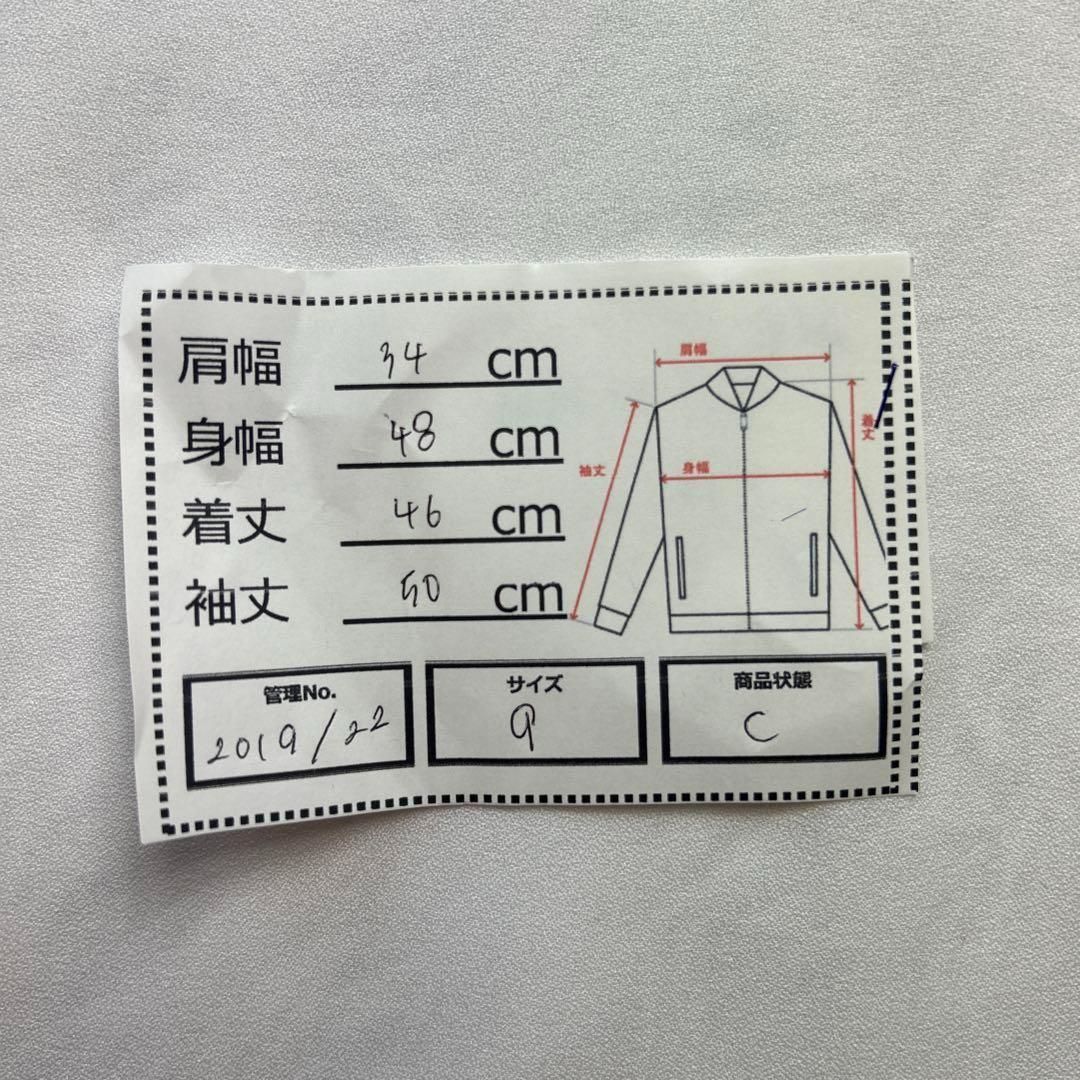 肩幅 34 cm
身幅 48 cm
着丈 46 cm
袖丈 50 cm
肩幅
袖丈
身幅
着丈
管理No.
2019/22
サイズ
9
商品状態
C